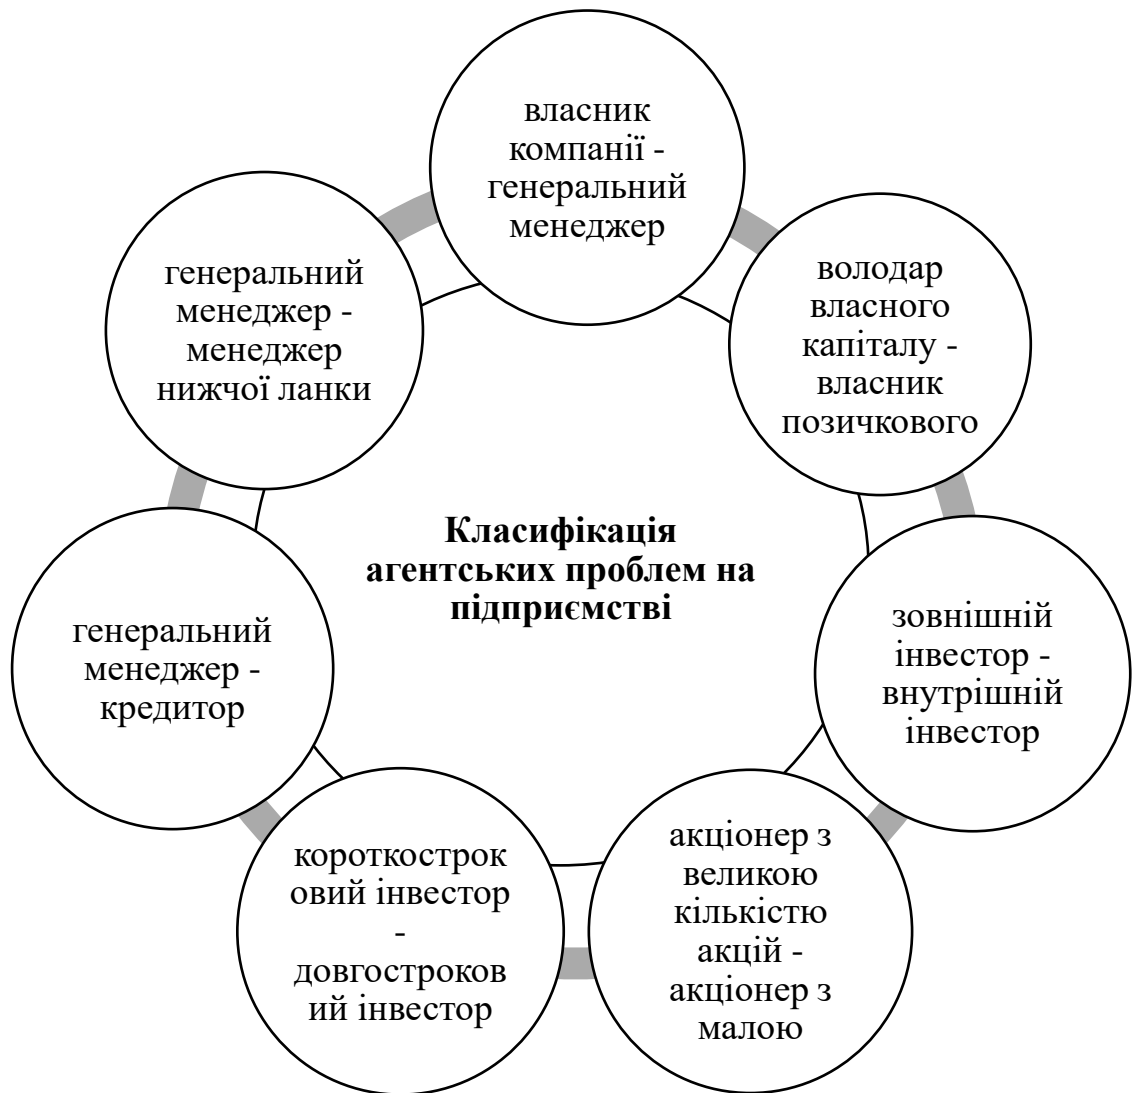 власник
компанії -
генеральний
менеджер
володар
власного
капіталу -
власник
позичкового
зовнішній
інвестор -
внутрішній
інвестор
акціонер з
великою
кількістю
акцій -
акціонер з
малою
короткострок
овий інвестор
-
довгостроков
ий інвестор
генеральний
менеджер -
кредитор
генеральний
менеджер -
менеджер
нижчої ланки
Класифікація
агентських проблем на
підприємстві